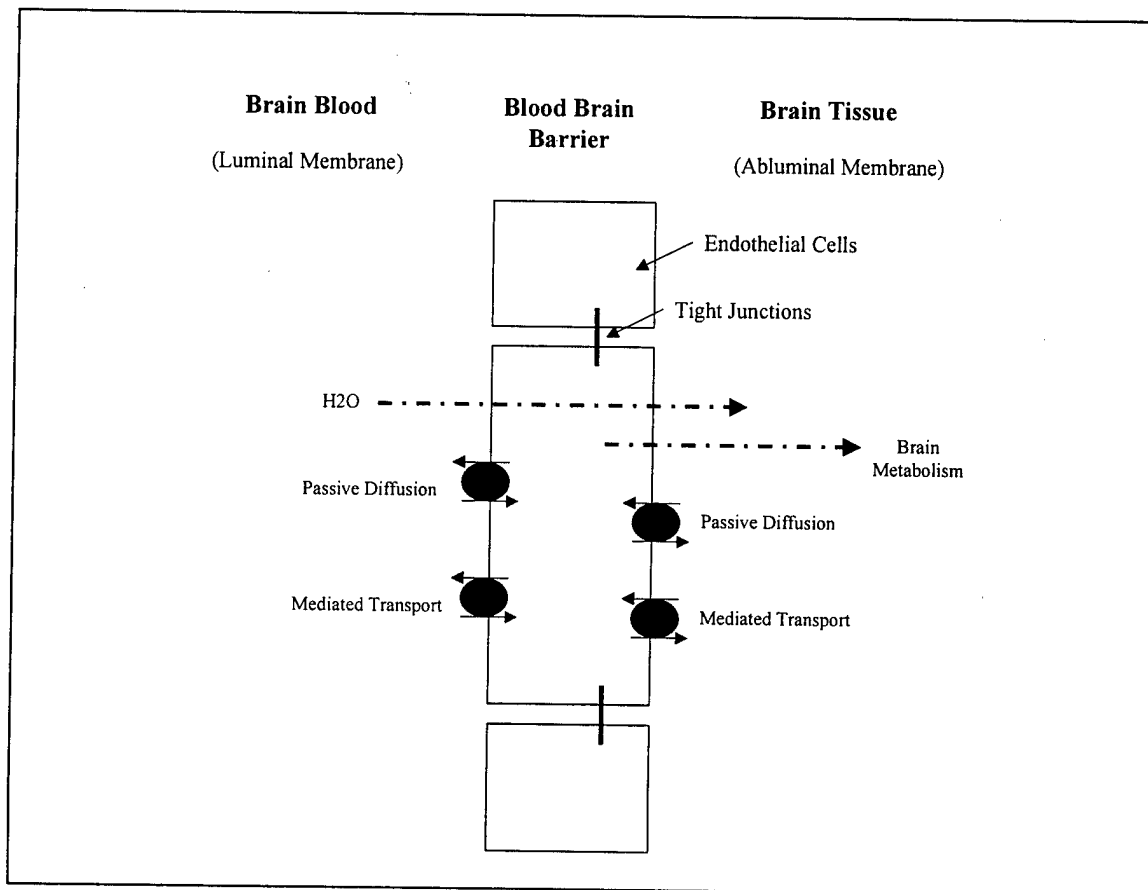 Brain Blood
(Luminal Membrane)
Blood Brain
Barrier
Brain Tissue
(Abluminal Membrane)
Endothelial Cells
Tight Junctions
H2O
Brain
Metabolism
Passive Diffusion
Passive Diffusion
Mediated Transport
Mediated Transport